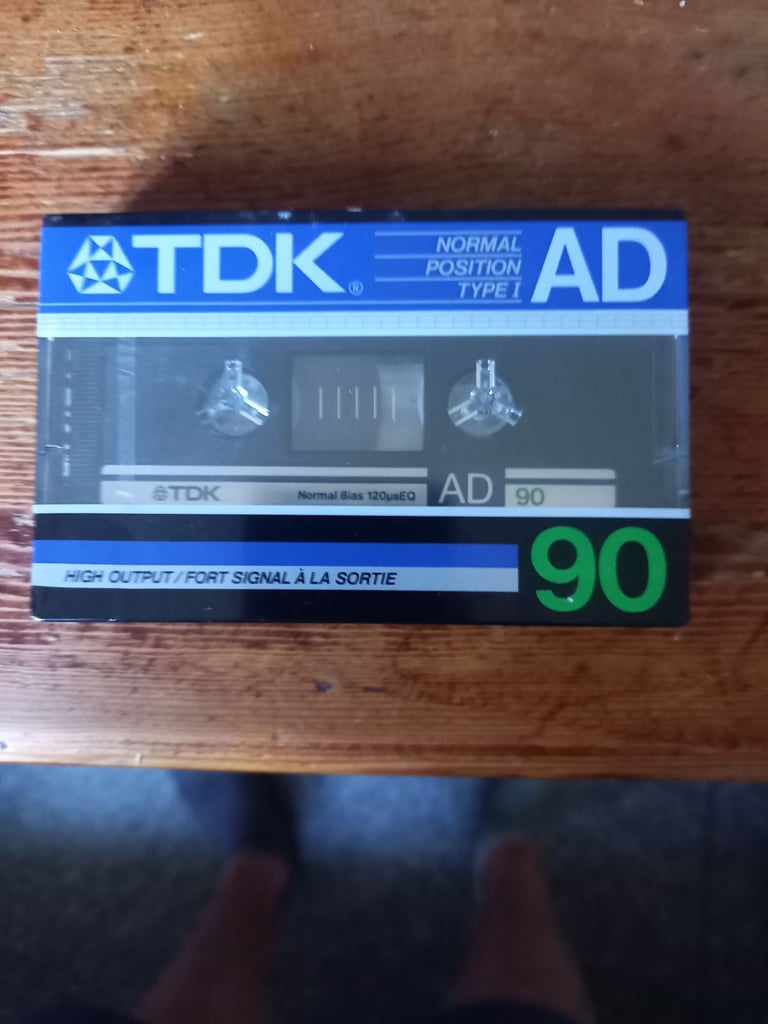 TDK®
NORMAL
POSITION
TYPE I
AD
TDK
Normal Bias 120µsEQ
AD
90
HIGH OUTPUT / FORT SIGNAL À LA SORTIE
90